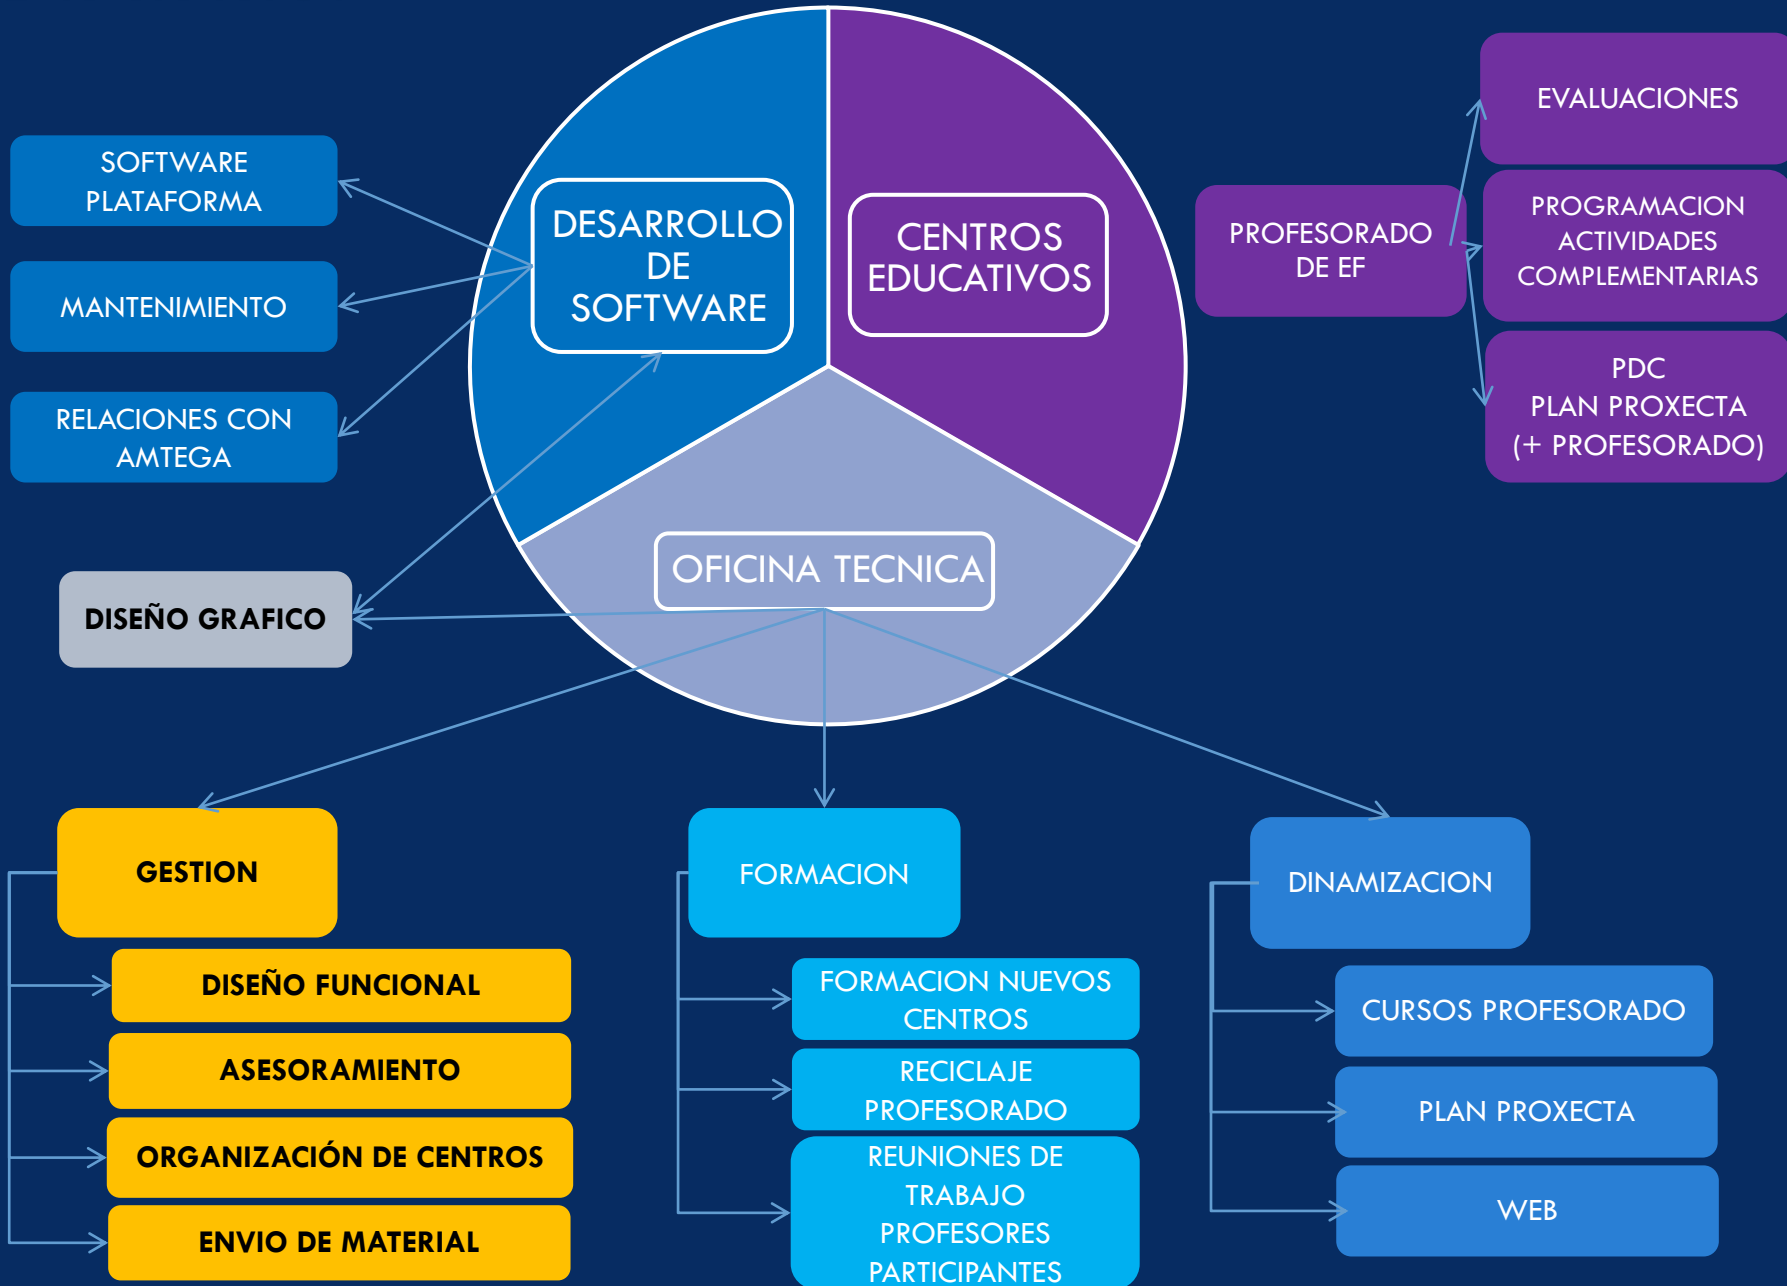 SOFTWARE
PLATAFORMA
MANTENIMIENTO
RELACIONES CON
AMTEGA
DISEÑO GRAFICO
DESARROLLO
DE
SOFTWARE
CENTROS
EDUCATIVOS
OFICINA TECNICA
PROFESORADO
DE EF
EVALUACIONES
PROGRAMACION
ACTIVIDADES
COMPLEMENTARIAS
PDC
PLAN PROXECTA
(+ PROFESORADO)
GESTION
DISEÑO FUNCIONAL
ASESORAMIENTO
ORGANIZACIÓN DE CENTROS
ENVIO DE MATERIAL
FORMACION
FORMACION NUEVOS
CENTROS
RECICLAJE
PROFESORADO
REUNIONES DE
TRABAJO
PROFESORES
PARTICIPANTES
DINAMIZACION
CURSOS PROFESORADO
PLAN PROXECTA
WEB